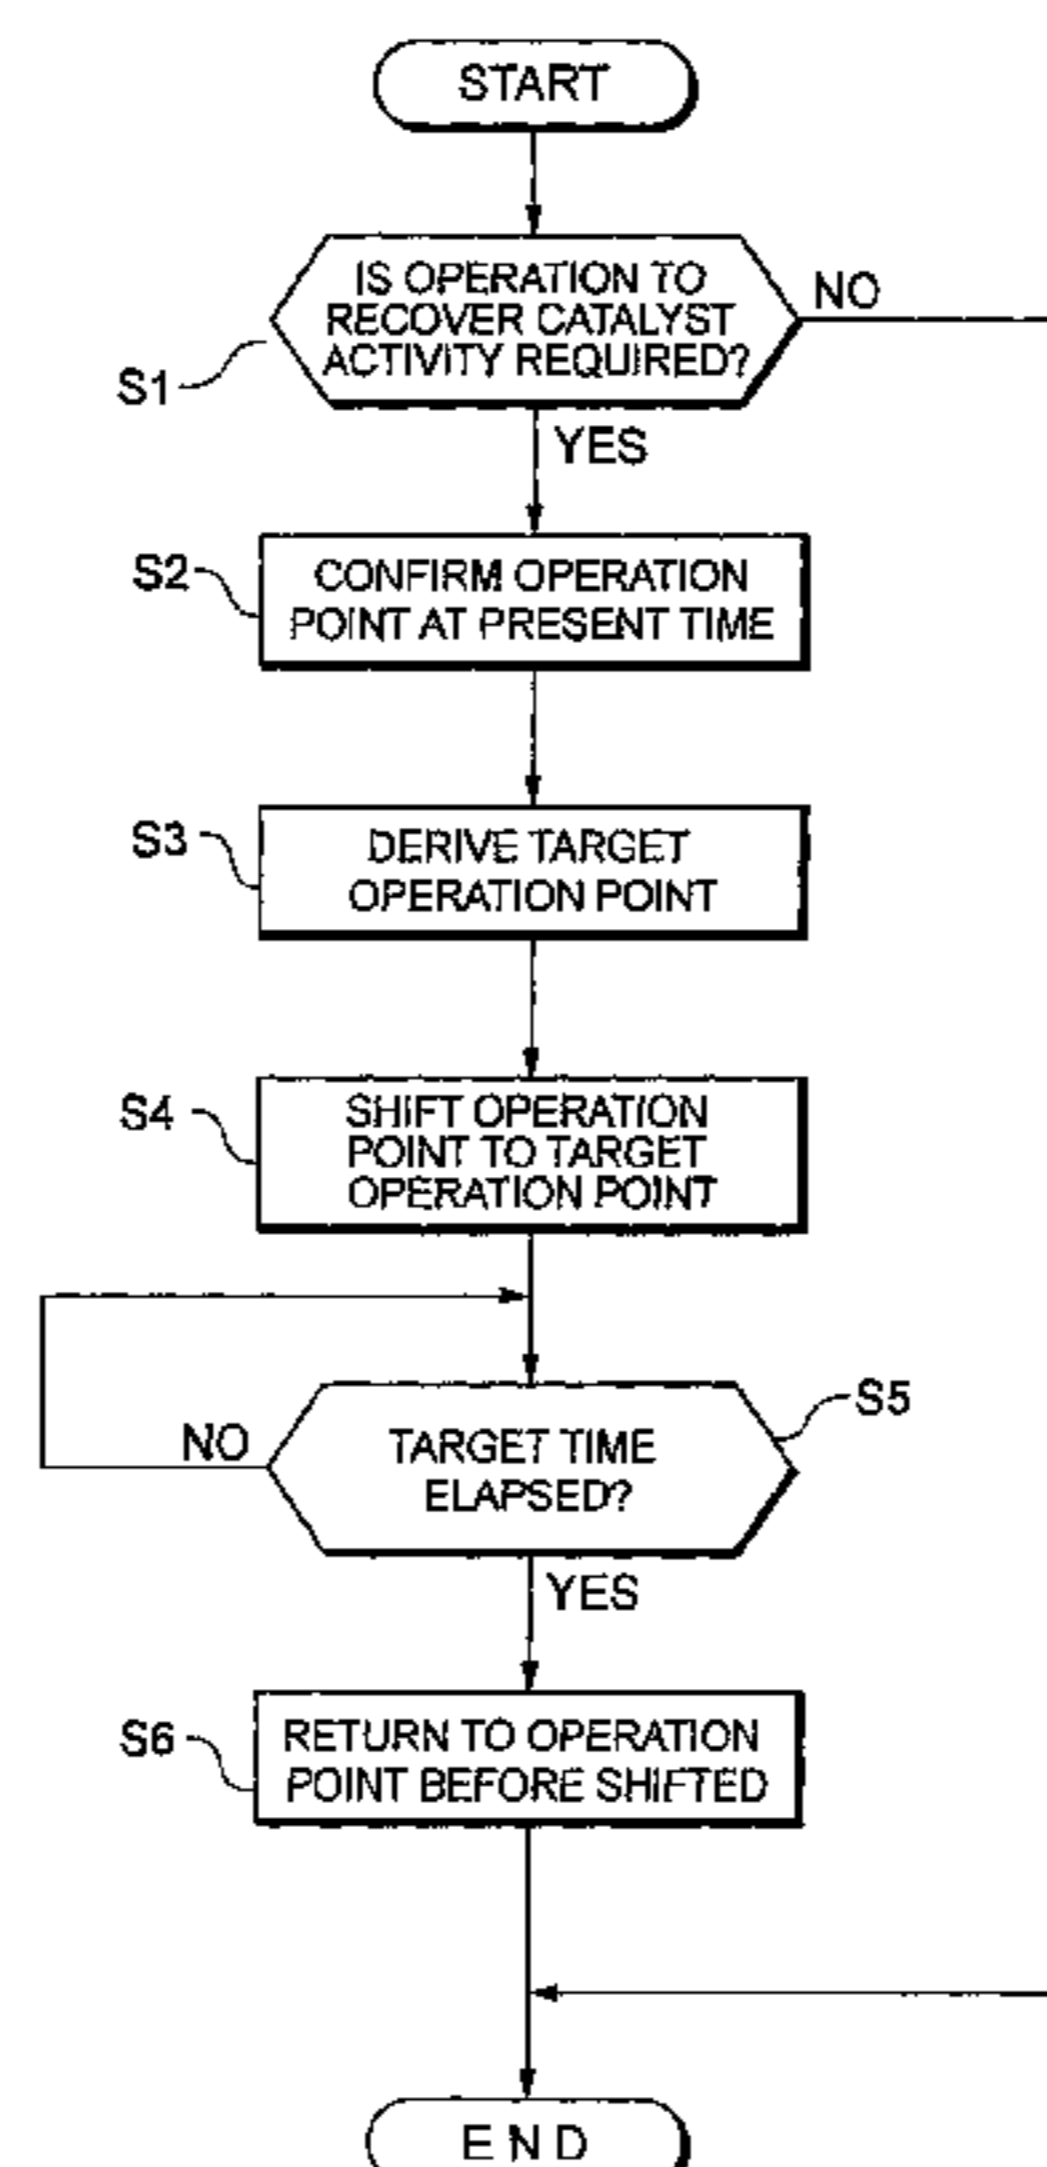 START
IS OPERATION TO
RECOVER CATALYST
ACTIVITY REQUIRED?
NO
S1
YES
S2
CONFIRM OPERATION
POINT AT PRESENT TIME
S3
DERIVE TARGET
OPERATION POINT
S4
SHIFT OPERATION
POINT TO TARGET
OPERATION POINT
S5
NO
TARGET TIME
ELAPSED?
YES
S6
RETURN TO OPERATION
POINT BEFORE SHIFTED
END